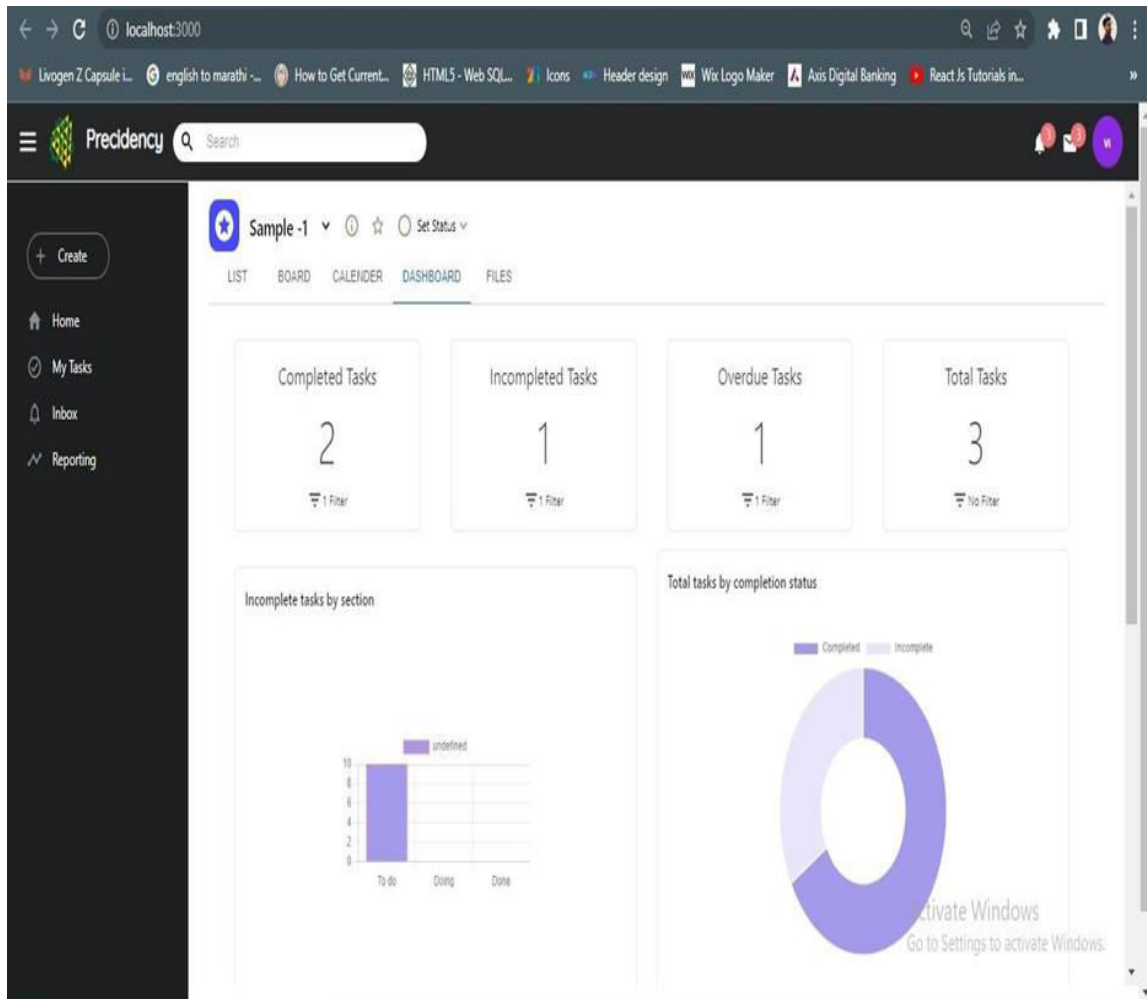 localhost:3000
Livogen Z Capsule i... english to marathi -... How to Get Current... HTML5 - Web SQL... Icons Header design WIX Wix Logo Maker Axis Digital Banking React Js Tutorials in... »
Precidency Search 3 3 VI
Sample -1 Set Status
+ Create
LIST BOARD CALENDER DASHBOARD FILES
Home
My Tasks
Inbox
Reporting
Completed Tasks Incompleted Tasks Overdue Tasks Total Tasks
2 1 1 3
1 Filter 1 Filter 1 Filter No Filter
Incomplete tasks by section
undefined
10
8
6
4
2
0
To do Doing Done
Total tasks by completion status
Completed Incomplete
Activate Windows
Go to Settings to activate Windows.